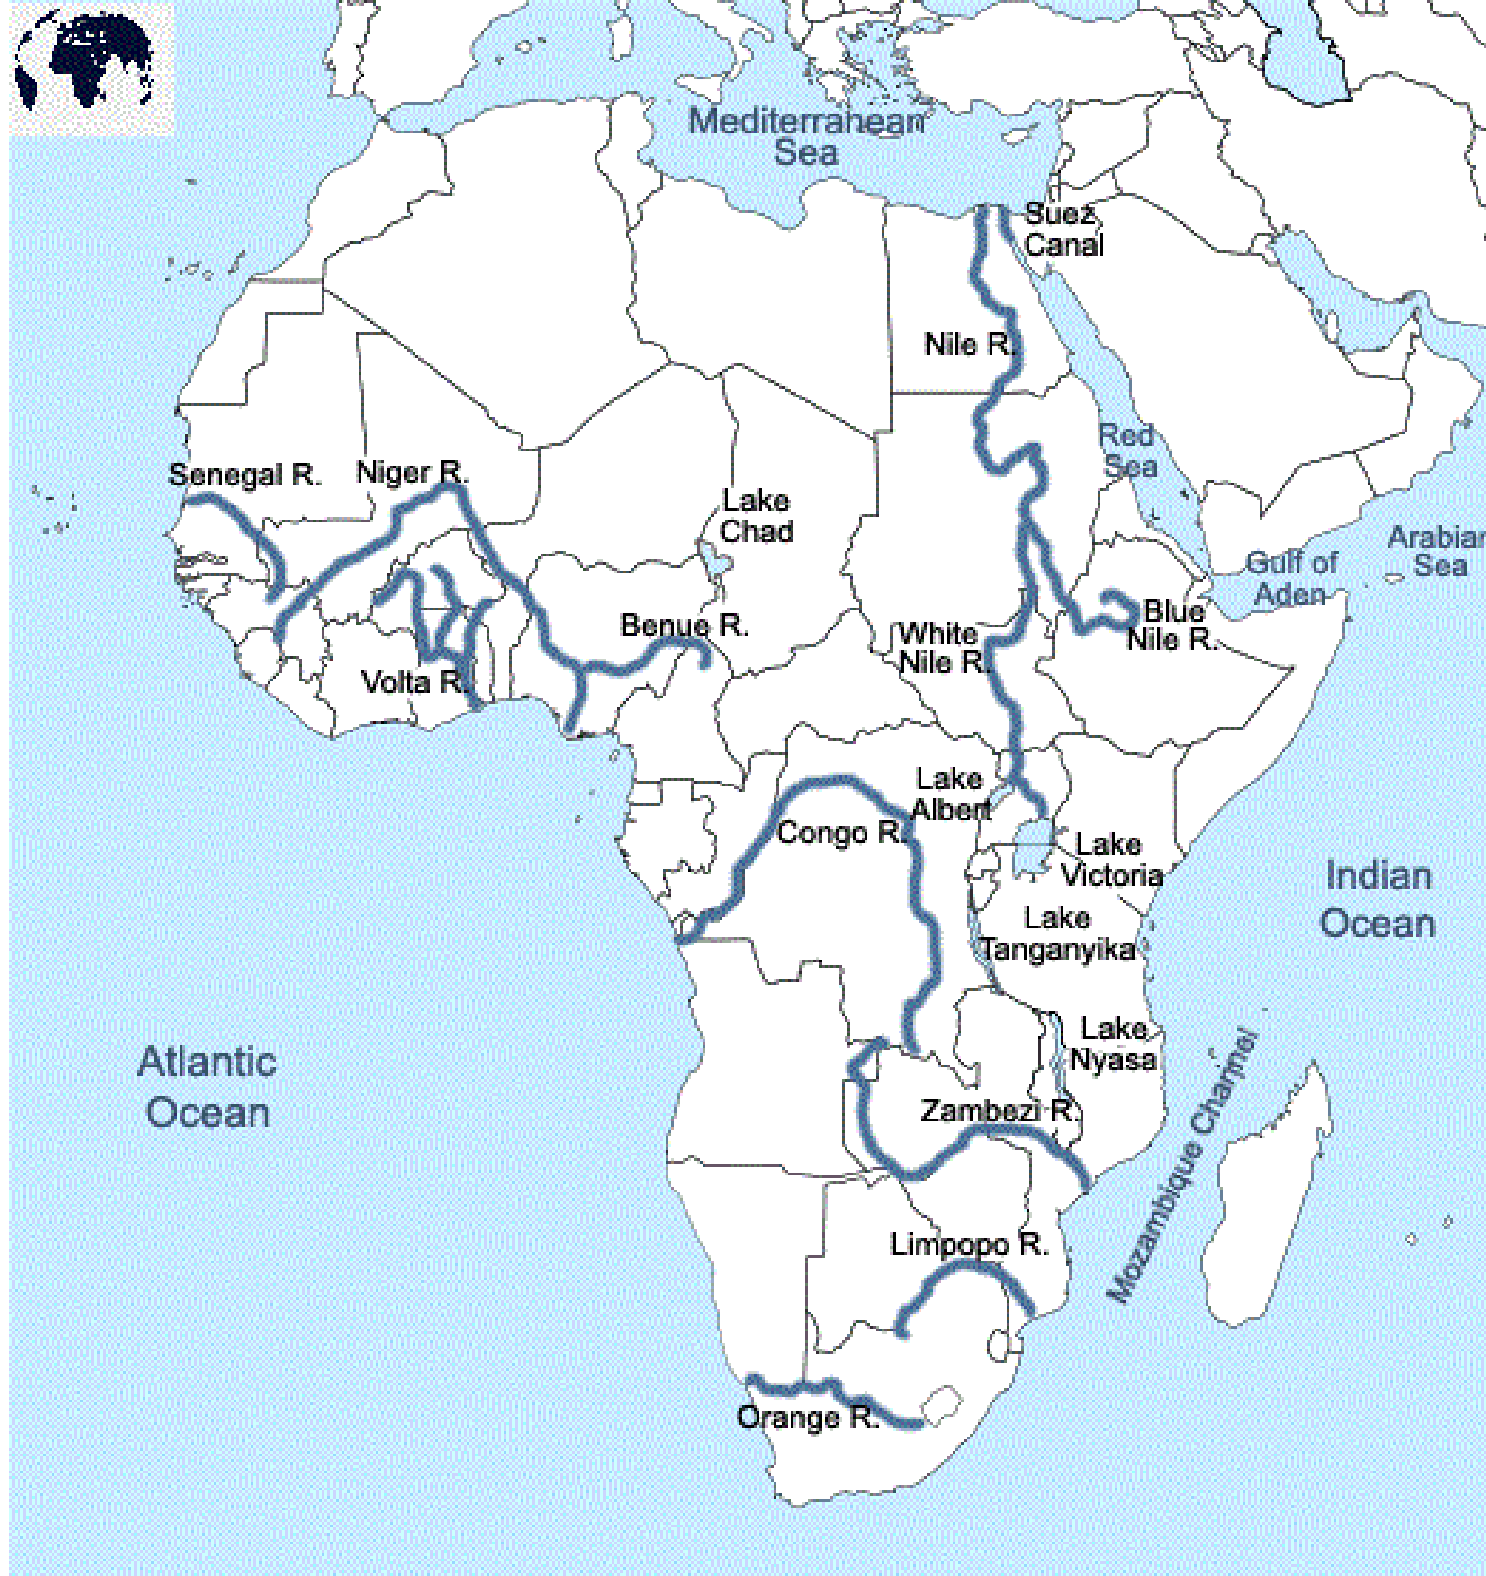 Mediterranean
Sea
Suez
Canal
Nile R.
Red
Sea
Senegal R.
Niger R.
Lake
Chad
Arabian
Sea
Gulf of
Aden
Blue
Nile R.
Benue R.
White
Nile R.
Volta R.
Lake
Albert
Congo R.
Lake
Victoria
Indian
Ocean
Lake
Tanganyika
Lake
Nyasa
Atlantic
Ocean
Zambezi R.
Mozambique Channel
Limpopo R.
Orange R.